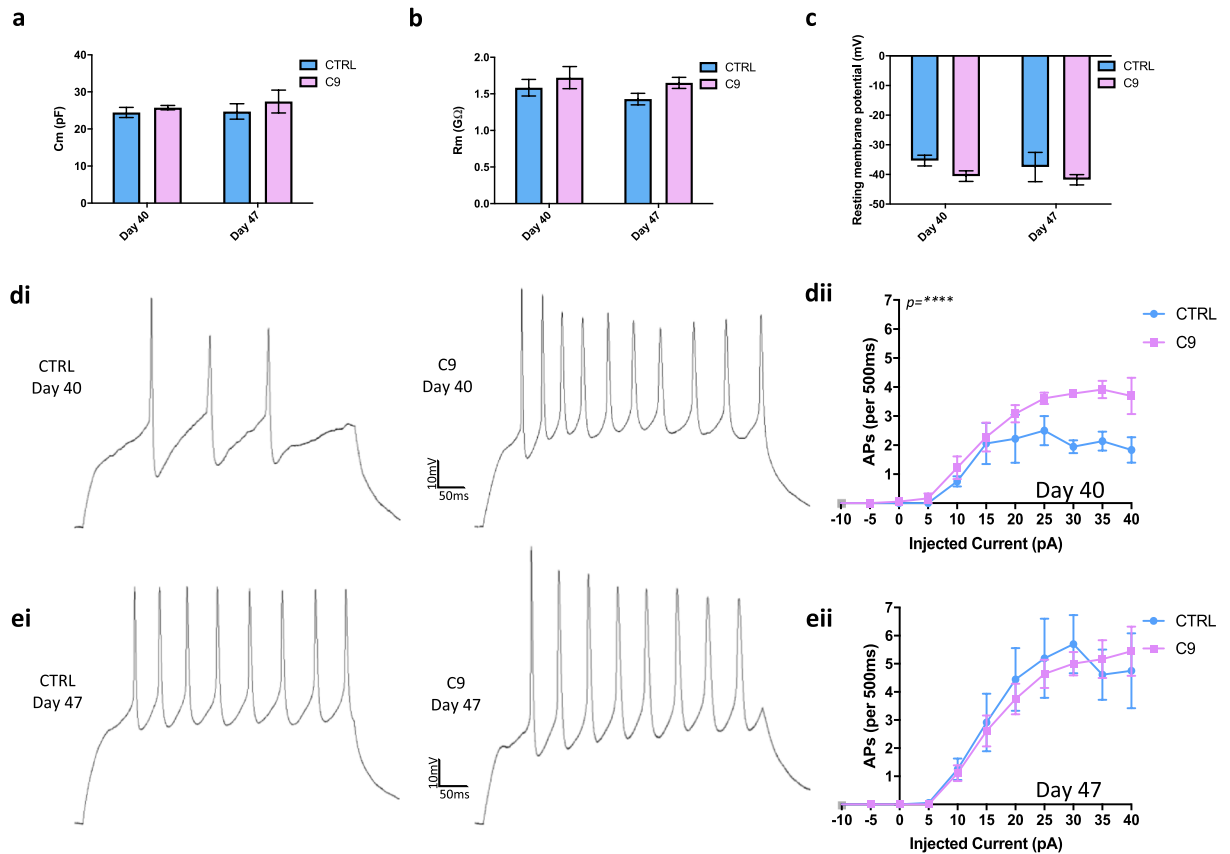 a
40
30
20
10
0
Cm (pF)
Day 40
Day 47
CTRL
C9
b
2.0
1.5
1.0
0.5
0.0
Rm (GΩ)
Day 40
Day 47
CTRL
C9
c
0
-10
-20
-30
-40
-50
Resting membrane potential (mV)
Day 40
Day 47
CTRL
C9
di
CTRL
Day 40
C9
Day 40
10mV
50ms
dii
p=****
7
6
5
4
3
2
1
APs (per 500ms)
CTRL
C9
Day 40
-10 -5 0 5 10 15 20 25 30 35 40
Injected Current (pA)
ei
CTRL
Day 47
C9
Day 47
10mV
50ms
eii
7
6
5
4
3
2
1
APs (per 500ms)
CTRL
C9
Day 47
-10 -5 0 5 10 15 20 25 30 35 40
Injected Current (pA)